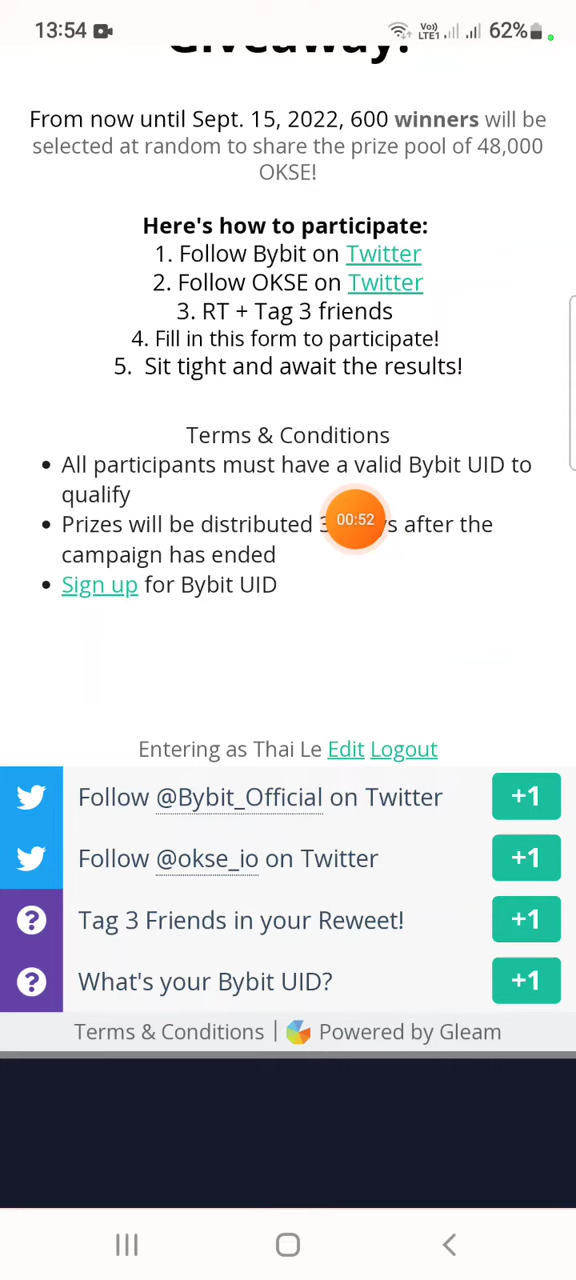 13:54
Vo))
LTE1
62%
Giveaway!
From now until Sept. 15, 2022, 600 winners will be
selected at random to share the prize pool of 48,000
OKSE!
Here's how to participate:
1. Follow Bybit on Twitter
2. Follow OKSE on Twitter
3. RT + Tag 3 friends
4. Fill in this form to participate!
5. Sit tight and await the results!
Terms & Conditions
• All participants must have a valid Bybit UID to
qualify
• Prizes will be distributed after the
00:52
campaign has ended
• Sign up for Bybit UID
Entering as Thai Le Edit Logout
Follow @Bybit_Official on Twitter +1
Follow @okse_io on Twitter +1
? Tag 3 Friends in your Reweet! +1
? What's your Bybit UID? +1
Terms & Conditions | Powered by Gleam